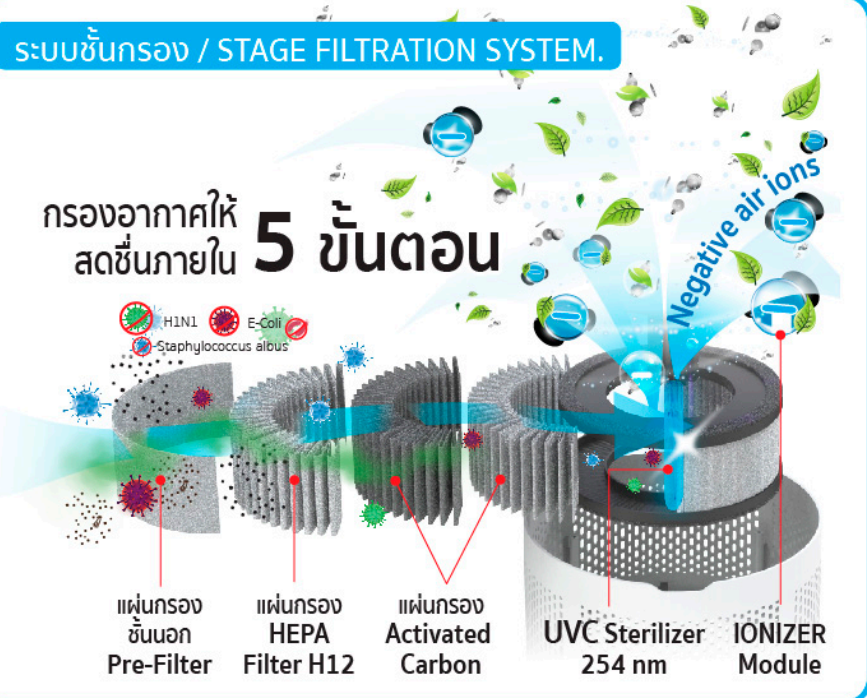 ระบบชั้นกรอง / STAGE FILTRATION SYSTEM.
กรองอากาศให้
สดชื่นภายใน 5 ขั้นตอน
Negative air ions
H1N1 E-Coli
Staphylococcus albus
แผ่นกรอง
ชั้นนอก
Pre-Filter
แผ่นกรอง
HEPA
Filter H12
แผ่นกรอง
Activated
Carbon
UVC Sterilizer
254 nm
IONIZER
Module